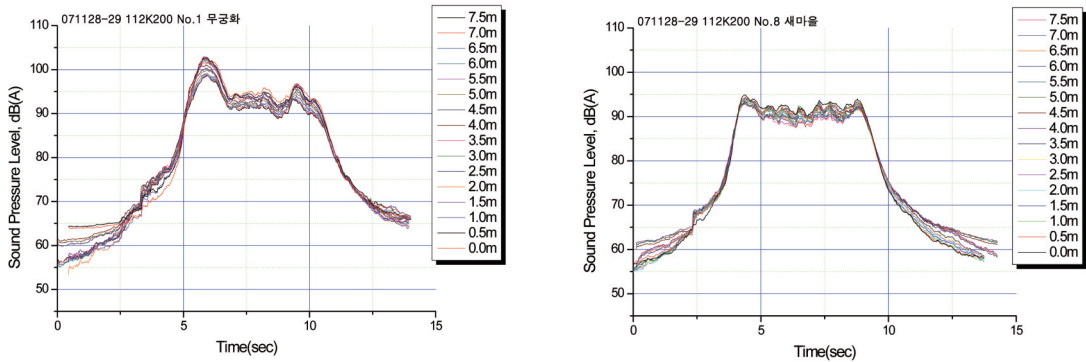 071128-29 112K200 No.1 무궁화
110
100
90
80
70
60
50
Sound Pressure Level, dB(A)
0
5
10
15
Time(sec)
7.5m
7.0m
6.5m
6.0m
5.5m
5.0m
4.5m
4.0m
3.5m
3.0m
2.5m
2.0m
1.5m
1.0m
0.5m
0.0m
071128-29 112K200 No.8 새마을
110
100
90
80
70
60
50
Sound Pressure Level, dB(A)
0
5
10
15
Time(sec)
7.5m
7.0m
6.5m
6.0m
5.5m
5.0m
4.5m
4.0m
3.5m
3.0m
2.5m
2.0m
1.5m
1.0m
0.5m
0.0m